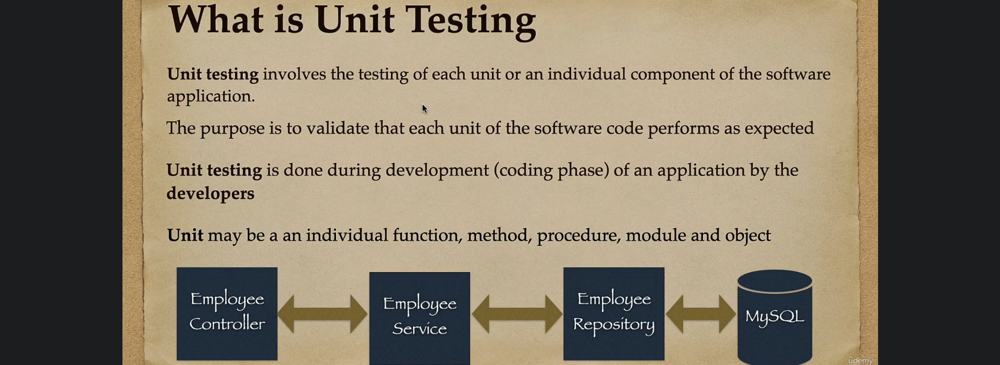 What is Unit Testing
Unit testing involves the testing of each unit or an individual component of the software
application.
The purpose is to validate that each unit of the software code performs as expected
Unit testing is done during development (coding phase) of an application by the
developers
Unit may be a an individual function, method, procedure, module and object
Employee
Controller
Employee
Service
Employee
Repository
MySQL
ûdemy